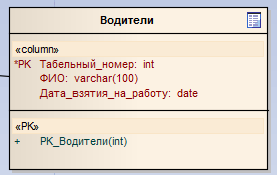 Водители
«column»
*PK Табельный_номер: int
ФИО: varchar(100)
Дата_взятия_на_работу: date
«PK»
+ PK_Водители(int)